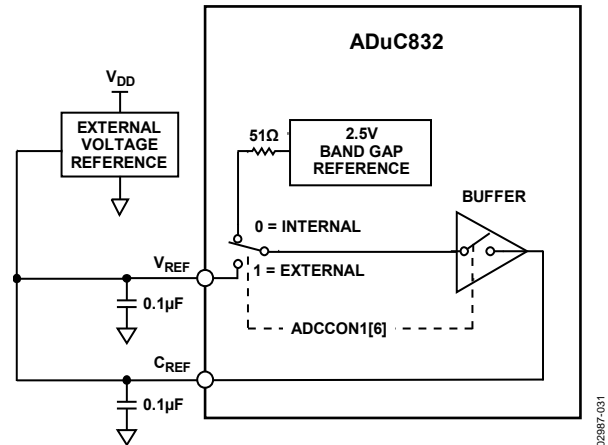 ADuC832
VDD
EXTERNAL
VOLTAGE
REFERENCE
51Ω
2.5V
BAND GAP
REFERENCE
BUFFER
0 = INTERNAL
VREF
1 = EXTERNAL
0.1µF
ADCCON1[6]
CREF
0.1µF
02987-031